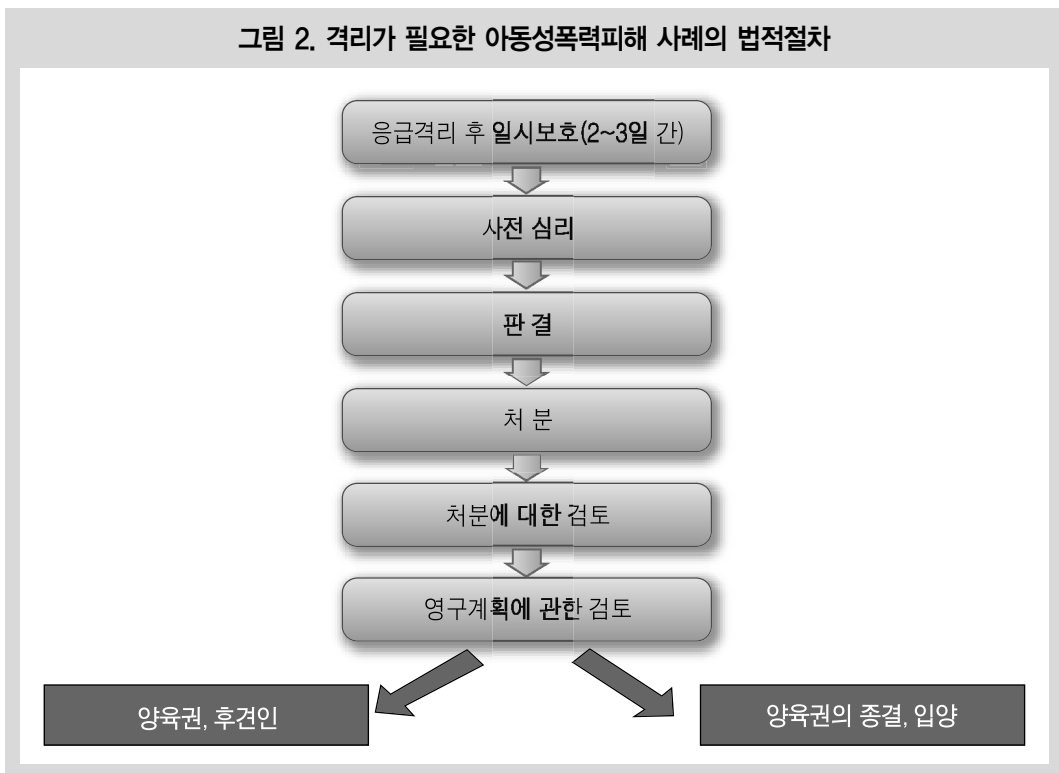 그림 2. 격리가 필요한 아동성폭력피해 사례의 법적절차
응급격리 후 일시보호(2~3일 간)
사전 심리
판 결
처 분
처분에 대한 검토
영구계획에 관한 검토
양육권, 후견인
양육권의 종결, 입양